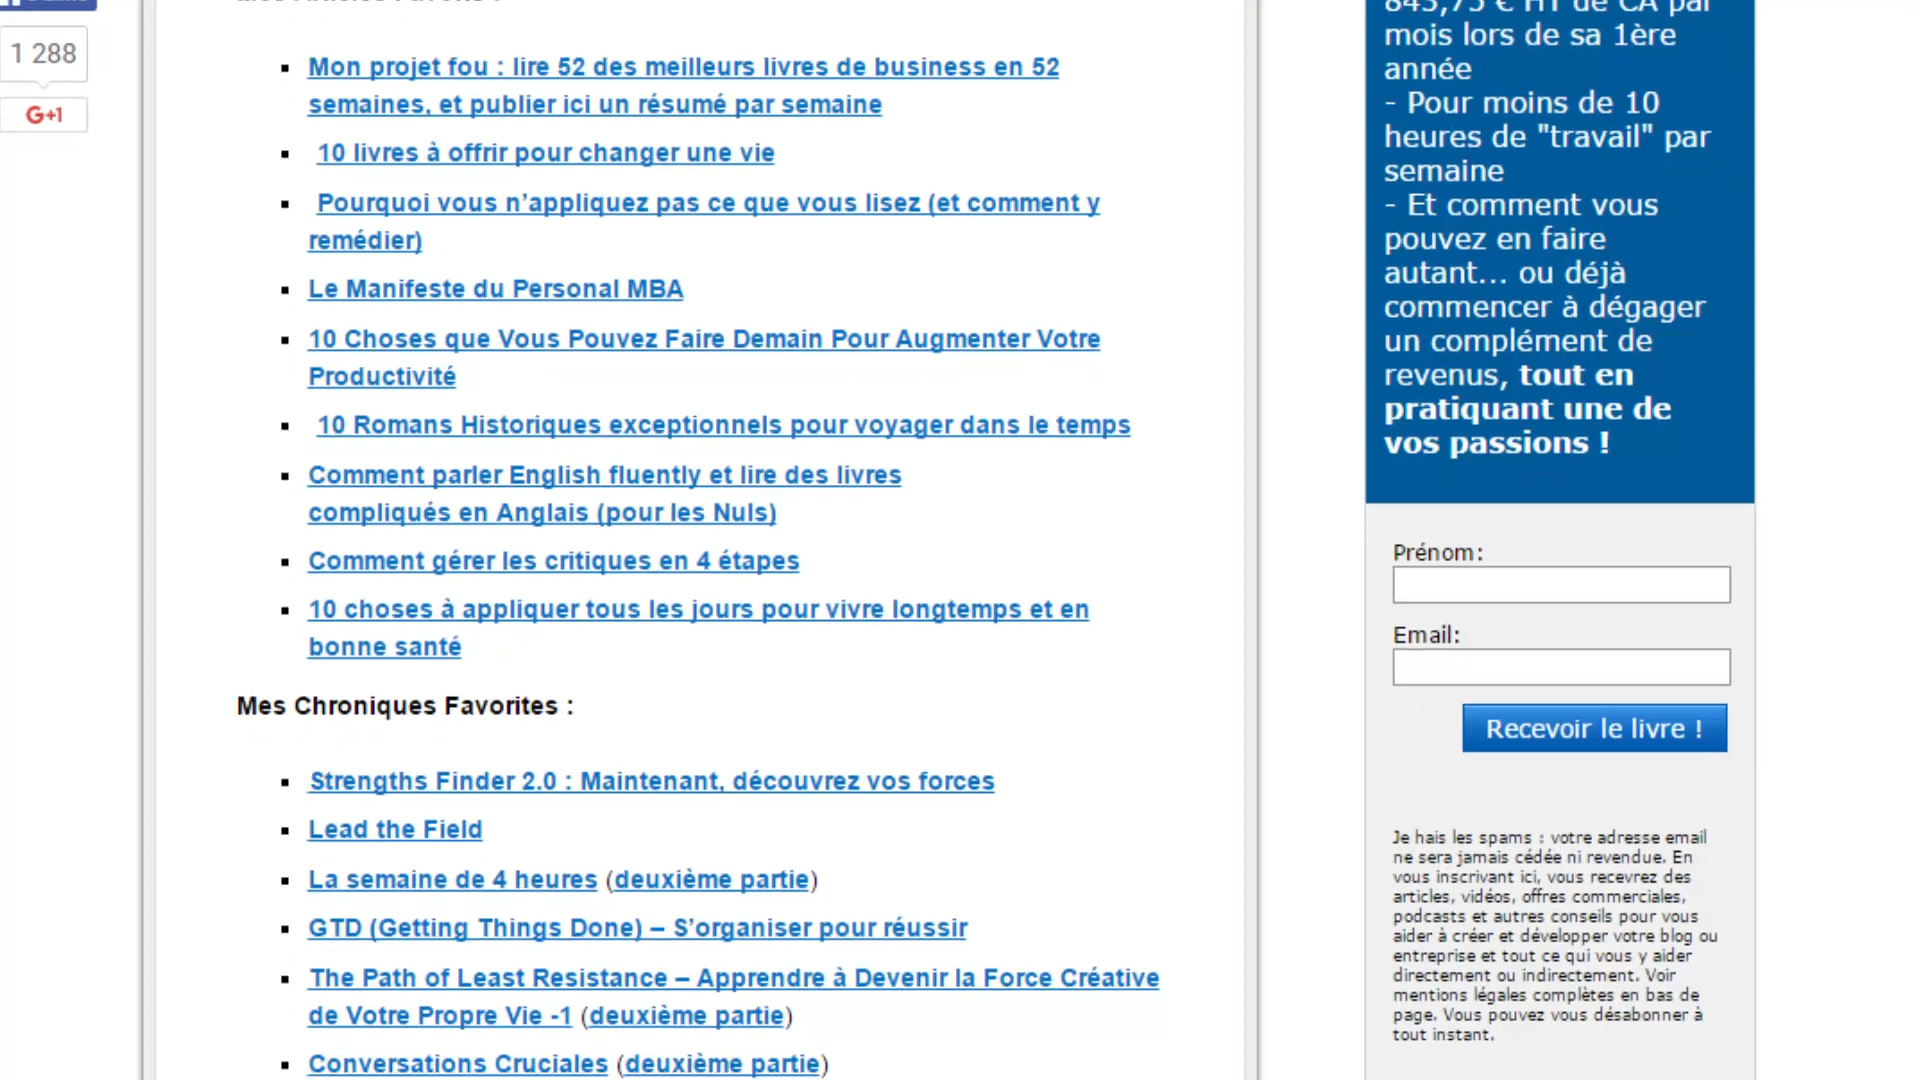 1 288
G+1
Mon projet fou : lire 52 des meilleurs livres de business en 52
semaines, et publier ici un résumé par semaine
10 livres à offrir pour changer une vie
Pourquoi vous n’appliquez pas ce que vous lisez (et comment y
remédier)
Le Manifeste du Personal MBA
10 Choses que Vous Pouvez Faire Demain Pour Augmenter Votre
Productivité
10 Romans Historiques exceptionnels pour voyager dans le temps
Comment parler English fluently et lire des livres
compliqués en Anglais (pour les Nuls)
Comment gérer les critiques en 4 étapes
10 choses à appliquer tous les jours pour vivre longtemps et en
bonne santé
Mes Chroniques Favorites :
Strengths Finder 2.0 : Maintenant, découvrez vos forces
Lead the Field
La semaine de 4 heures (deuxième partie)
GTD (Getting Things Done) – S’organiser pour réussir
The Path of Least Resistance – Apprendre à Devenir la Force Créative
de Votre Propre Vie -1 (deuxième partie)
Conversations Cruciales (deuxième partie)
843,75 € HT de CA par
mois lors de sa 1ère
année
- Pour moins de 10
heures de "travail" par
semaine
- Et comment vous
pouvez en faire
autant... ou déjà
commencer à dégager
un complément de
revenus, tout en
pratiquant une de
vos passions !
Prénom:
Email:
Recevoir le livre !
Je hais les spams : votre adresse email
ne sera jamais cédée ni revendue. En
vous inscrivant ici, vous recevrez des
articles, vidéos, offres commerciales,
podcasts et autres conseils pour vous
aider à créer et développer votre blog ou
entreprise et tout ce qui vous y aider
directement ou indirectement. Voir
mentions légales complètes en bas de
page. Vous pouvez vous désabonner à
tout instant.